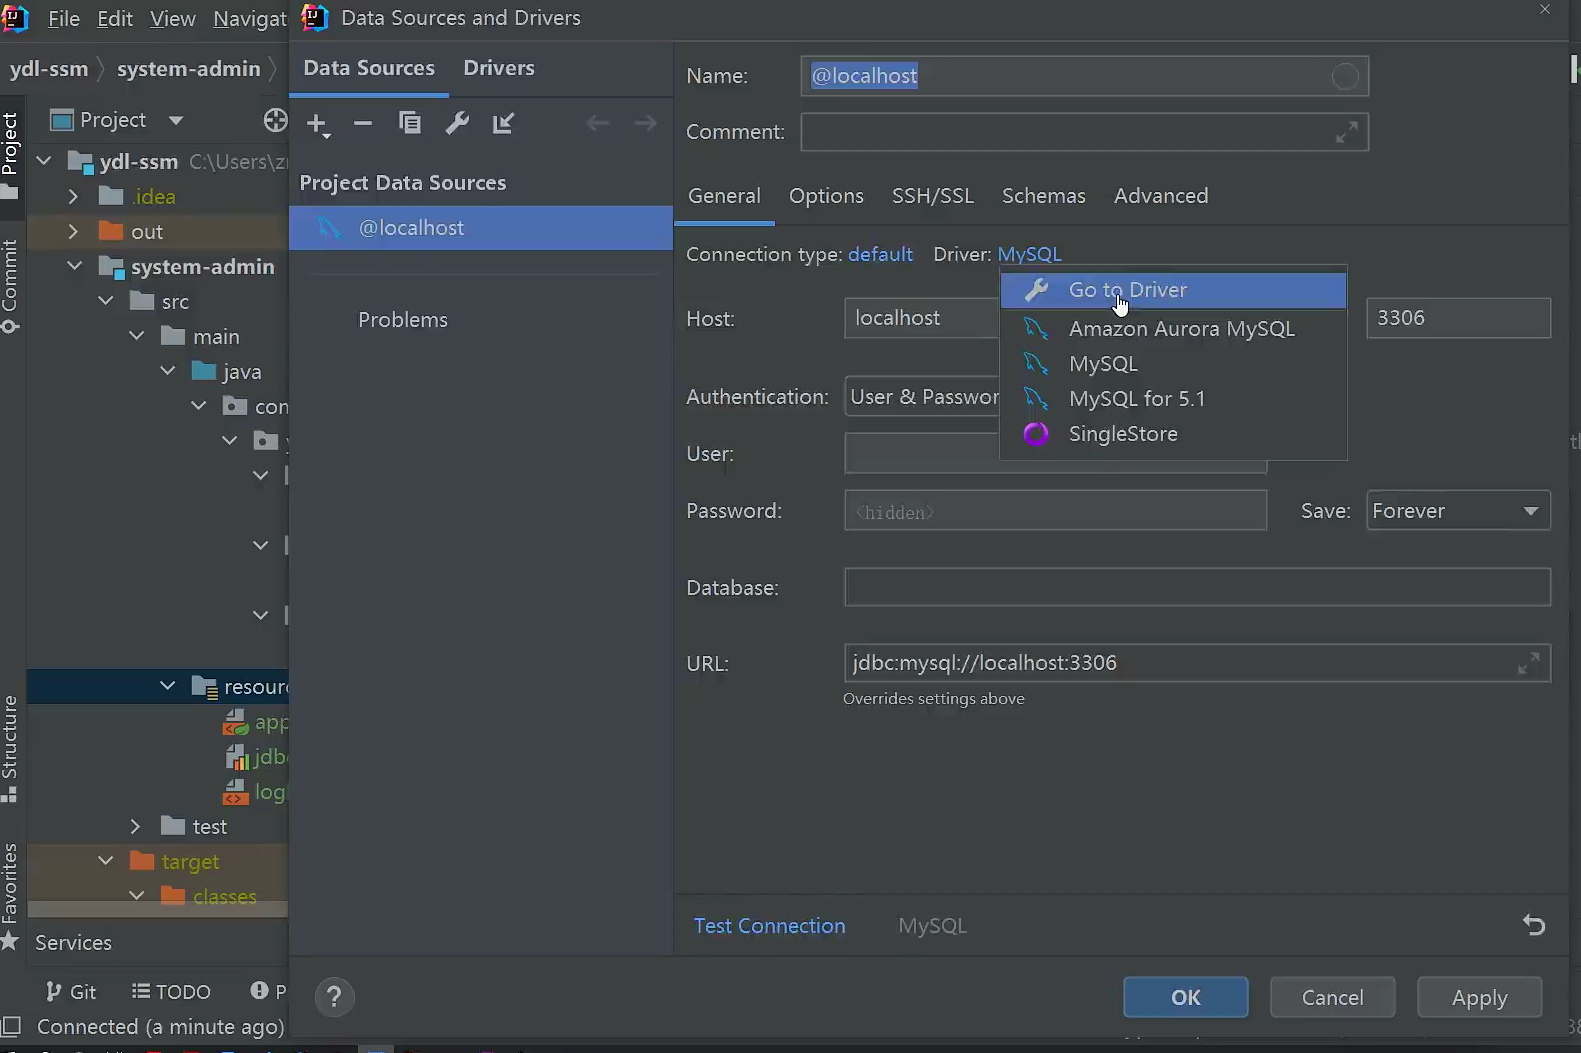 File Edit View Navigat
Data Sources and Drivers
ydl-ssm system-admin
Data Sources Drivers
Name: @localhost
Project
Project
Comment:
ydl-ssm C:\Users\z
Project Data Sources
.idea
General Options SSH/SSL Schemas Advanced
out
@localhost
Connection type: default Driver: MySQL
system-admin
Commit
Go to Driver
src
Host: localhost 3306
Problems
Amazon Aurora MySQL
main
MySQL
java
Authentication: User & Passwor
MySQL for 5.1
con
SingleStore
User:
Password: <hidden> Save: Forever
Database:
URL: jdbc:mysql://localhost:3306
Overrides settings above
resour
Structure
app
jdb
log
test
target
Favorites
classes
Test Connection MySQL
Services
Git TODO P
? OK Cancel Apply
Connected (a minute ago)